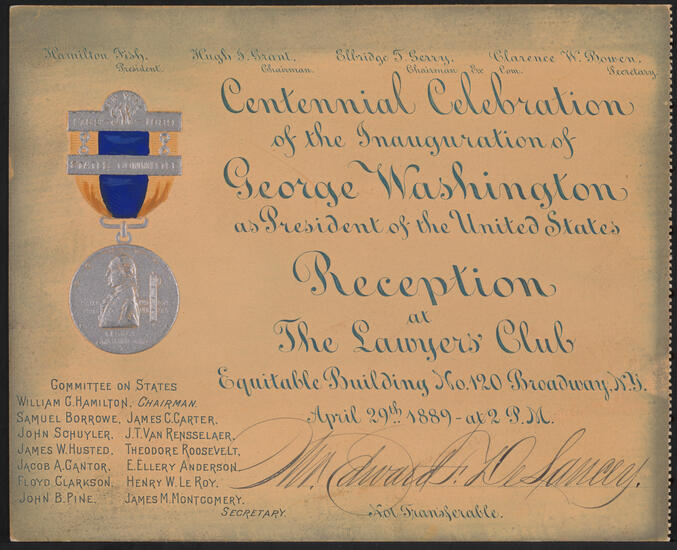 Hamilton Fish, Hugh J. Grant, Elbridge T. Gerry, Clarence W. Bowen,
President. Chairman. Chairman Ex Com. Secretary.
Centennial Celebration
of the Inauguration of
George Washington
as President of the United States
Reception
at
The Lawyers' Club
Equitable Building No. 120 Broadway, N.Y.
April 29th 1889 - at 2 P.M.
Mr. Edward F. De Lancey.
Not Transferable.
STATES COMMITTEE
COMMITTEE ON STATES
WILLIAM G. HAMILTON, CHAIRMAN.
SAMUEL BORROWE, JAMES C. CARTER,
JOHN SCHUYLER, J. T. VAN RENSSELAER,
JAMES W. HUSTED, THEODORE ROOSEVELT,
JACOB A. CANTOR, E. ELLERY ANDERSON,
FLOYD CLARKSON, HENRY W. LE ROY,
JOHN B. PINE, JAMES M. MONTGOMERY,
SECRETARY.